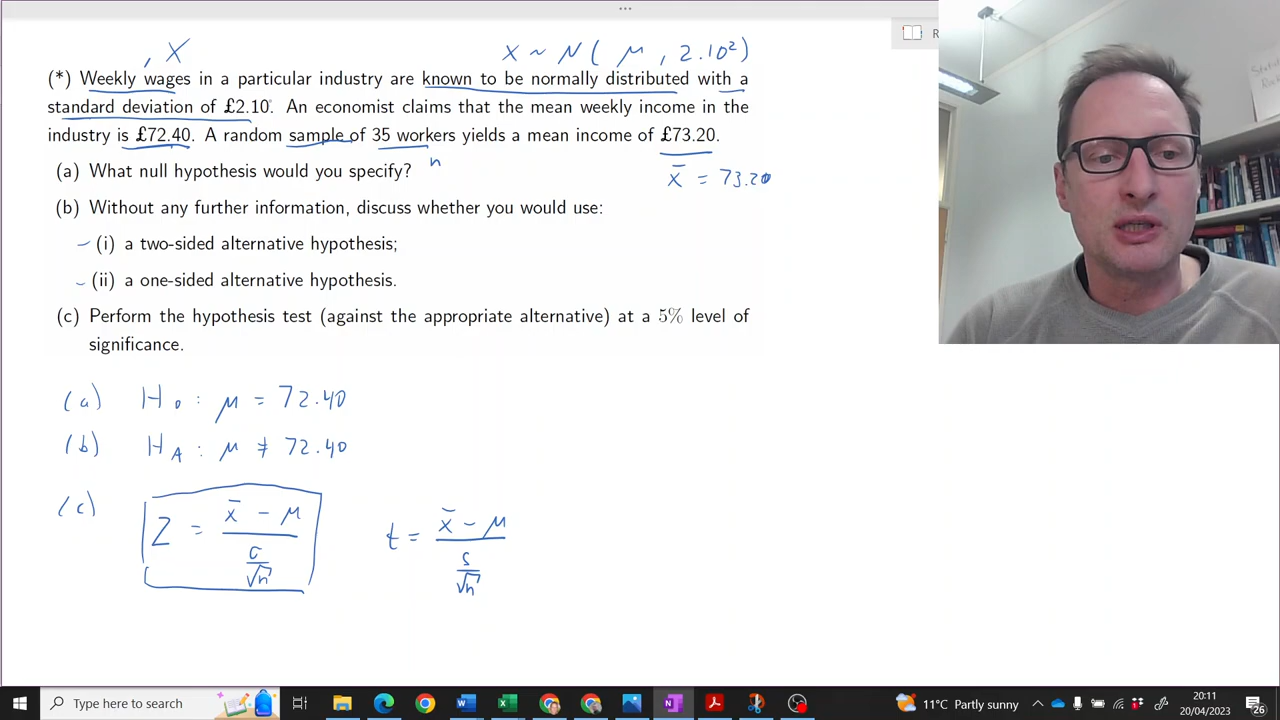 , X
X ~ N( μ , 2.10²)
(*) Weekly wages in a particular industry are known to be normally distributed with a
standard deviation of £2.10. An economist claims that the mean weekly income in the
industry is £72.40. A random sample of 35 workers yields a mean income of £73.20.
n
x̄ = 73.20
(a) What null hypothesis would you specify?
(b) Without any further information, discuss whether you would use:
(i) a two-sided alternative hypothesis;
(ii) a one-sided alternative hypothesis.
(c) Perform the hypothesis test (against the appropriate alternative) at a 5% level of
significance.
(a) H₀ : μ = 72.40
(b) H_A : μ ≠ 72.40
(c) Z = (x̄ - μ) / (σ/√n) t = (x̄ - μ) / (s/√n)
Type here to search
11°C Partly sunny
20:11
20/04/2023
26